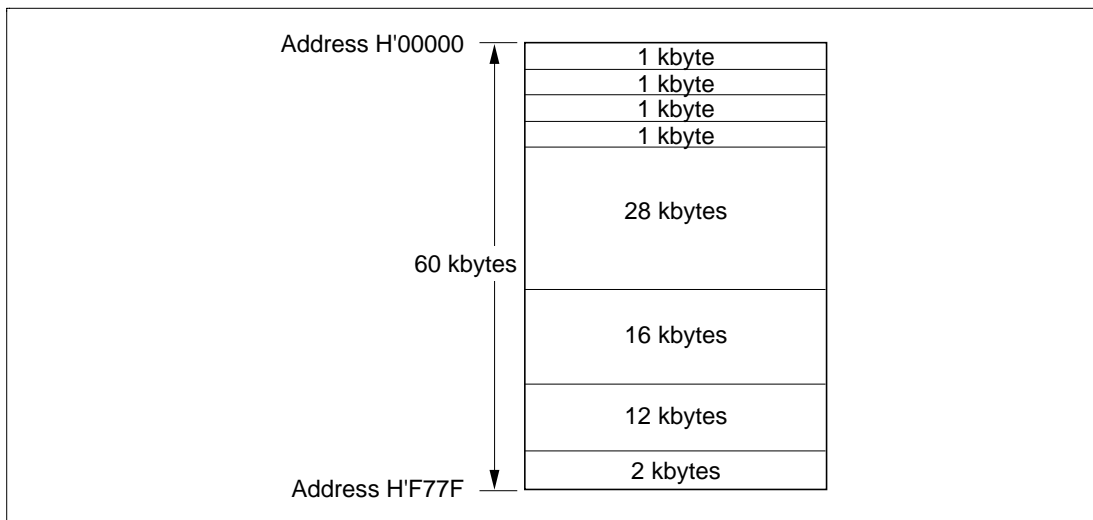 Address H'00000
1 kbyte
1 kbyte
1 kbyte
1 kbyte
28 kbytes
60 kbytes
16 kbytes
12 kbytes
2 kbytes
Address H'F77F